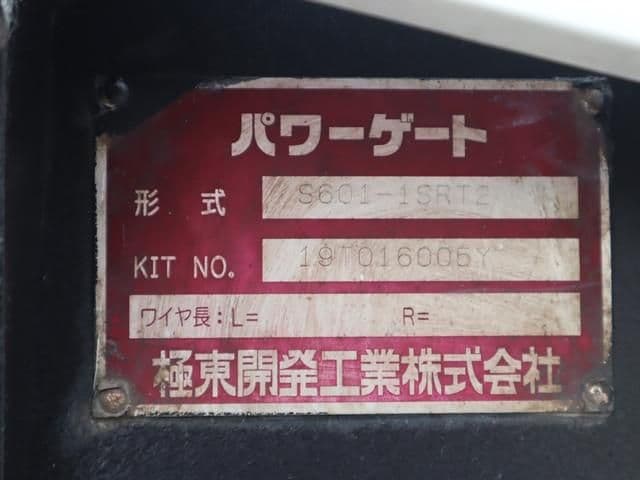 パワーゲート
形式 S601-1SRT2
KIT NO. 19T016006Y
ワイヤ長:L= R=
極東開発工業株式会社